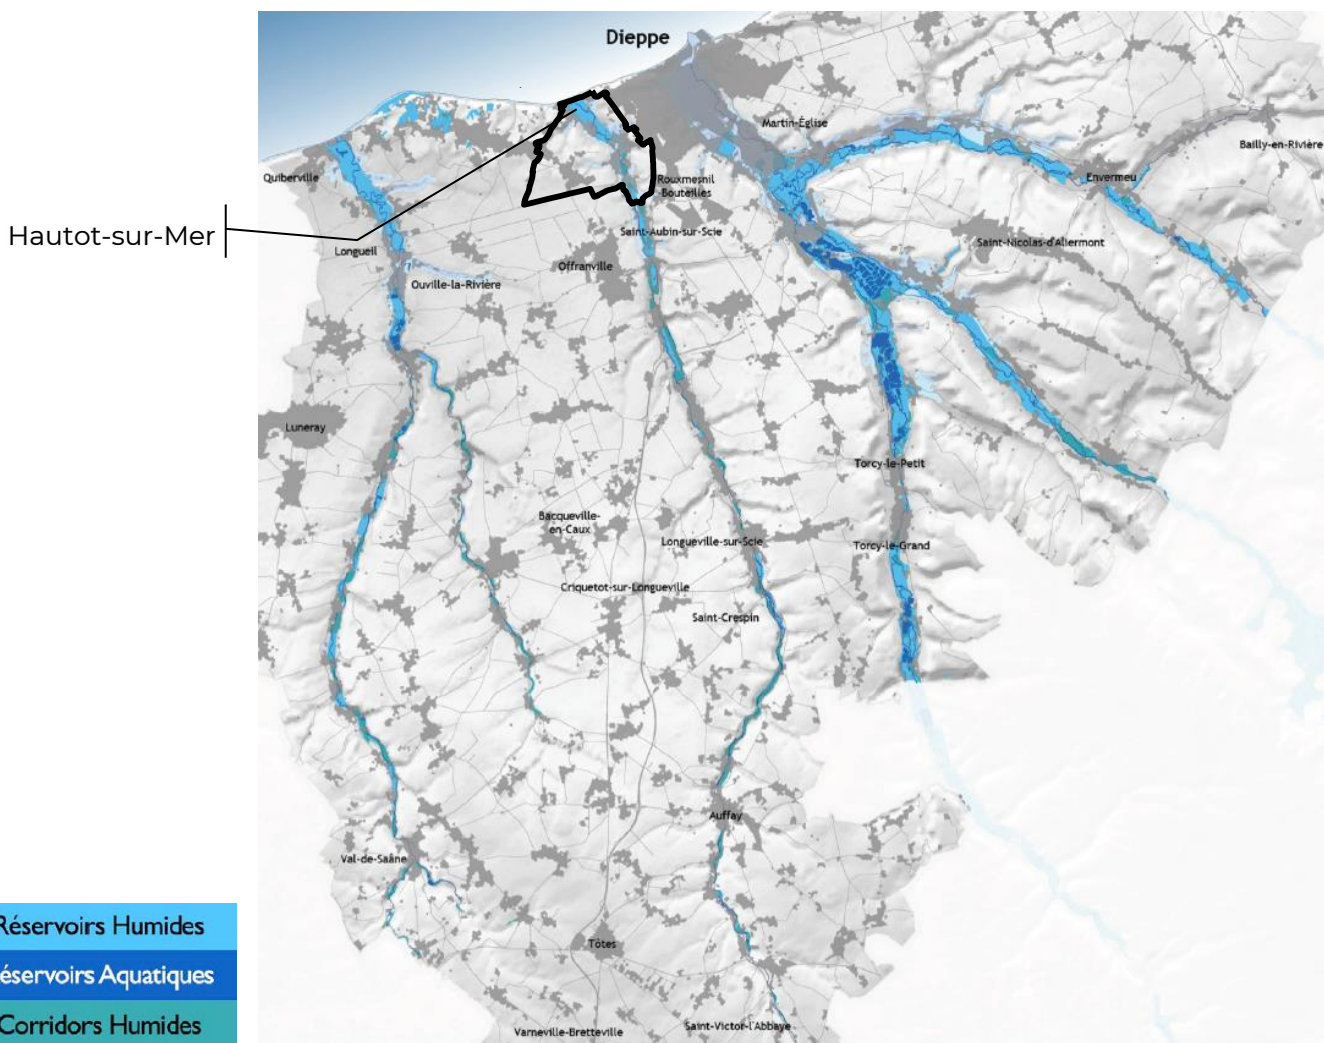 Dieppe
Martin-Église
Bailly-en-Rivière
Quiberville
Rouxmesnil
Bouteilles
Envermeu
Hautot-sur-Mer
Saint-Aubin-sur-Scie
Longueil
Saint-Nicolas-d'Aliermont
Offranville
Ouville-la-Rivière
Luneray
Torcy-le-Petit
Bacqueville-
en-Caux
Longueville-sur-Scie
Torcy-le-Grand
Criquetot-sur-Longueville
Saint-Crespin
Auffay
Val-de-Saâne
Réservoirs Humides
éservoirs Aquatiques
Corridors Humides
Tôtes
Varneville-Bretteville
Saint-Victor-l'Abbaye